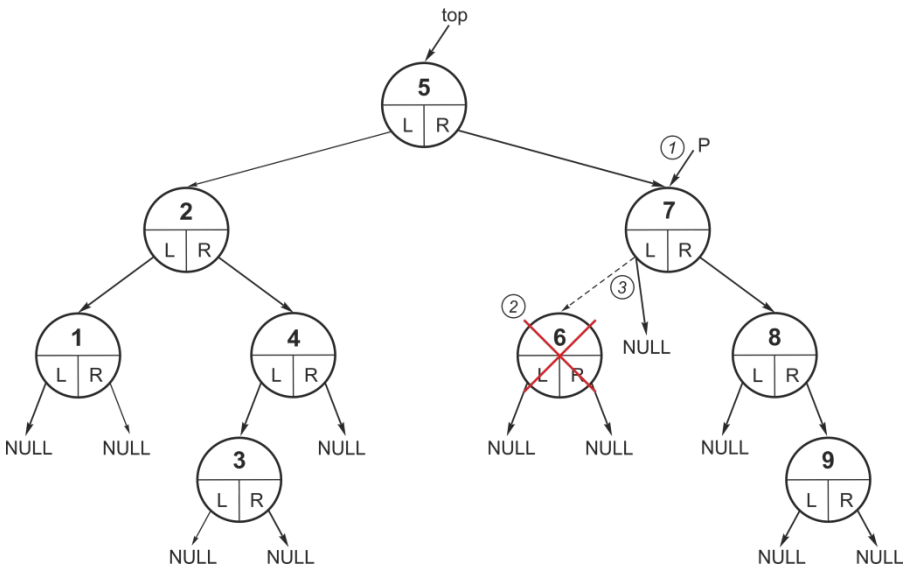 top
5
L R
1 P
2
L R
7
L R
3
2
1
L R
4
L R
6
L R
NULL
8
L R
NULL NULL NULL NULL NULL NULL
3
L R
9
L R
NULL NULL NULL NULL